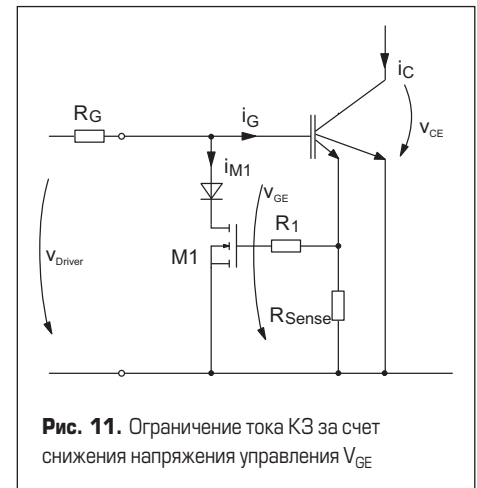 i_C
R_G
i_G
v_CE
i_M1
v_GE
R_1
v_Driver
M1
R_Sense
Рис. 11. Ограничение тока КЗ за счет
снижения напряжения управления V_GE